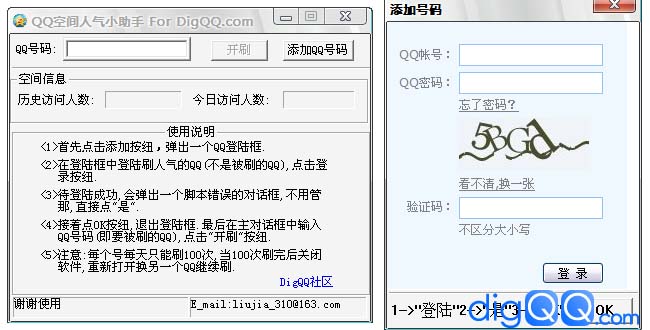 QQ空间人气小助手 For DigQQ.com
QQ号码:
开刷
添加QQ号码
空间信息
历史访问人数:
今日访问人数:
使用说明
<1>首先点击添加按纽，弹出一个QQ登陆框.
<2>在登陆框中登陆刷人气的QQ(不是被刷的QQ),点击登
录按纽.
<3>待登陆成功,会弹出一个脚本错误的对话框,不用管
那,直接点"是".
<4>接着点OK按纽,退出登陆框.最后在主对话框中输入
QQ号码(即要被刷的QQ),点击"开刷"按纽.
<5>注意:每个号每天只能刷100次,当100次刷完后关闭
软件,重新打开换另一个QQ继续刷.
DigQQ社区
谢谢使用
E_mail:liujia_310@163.com
添加号码
QQ帐号：
QQ密码：
忘了密码？
5BGd
看不清,换一张
验证码：
不区分大小写
登 录
1->"登陆"2->"是"3-
OK
digQQ.com